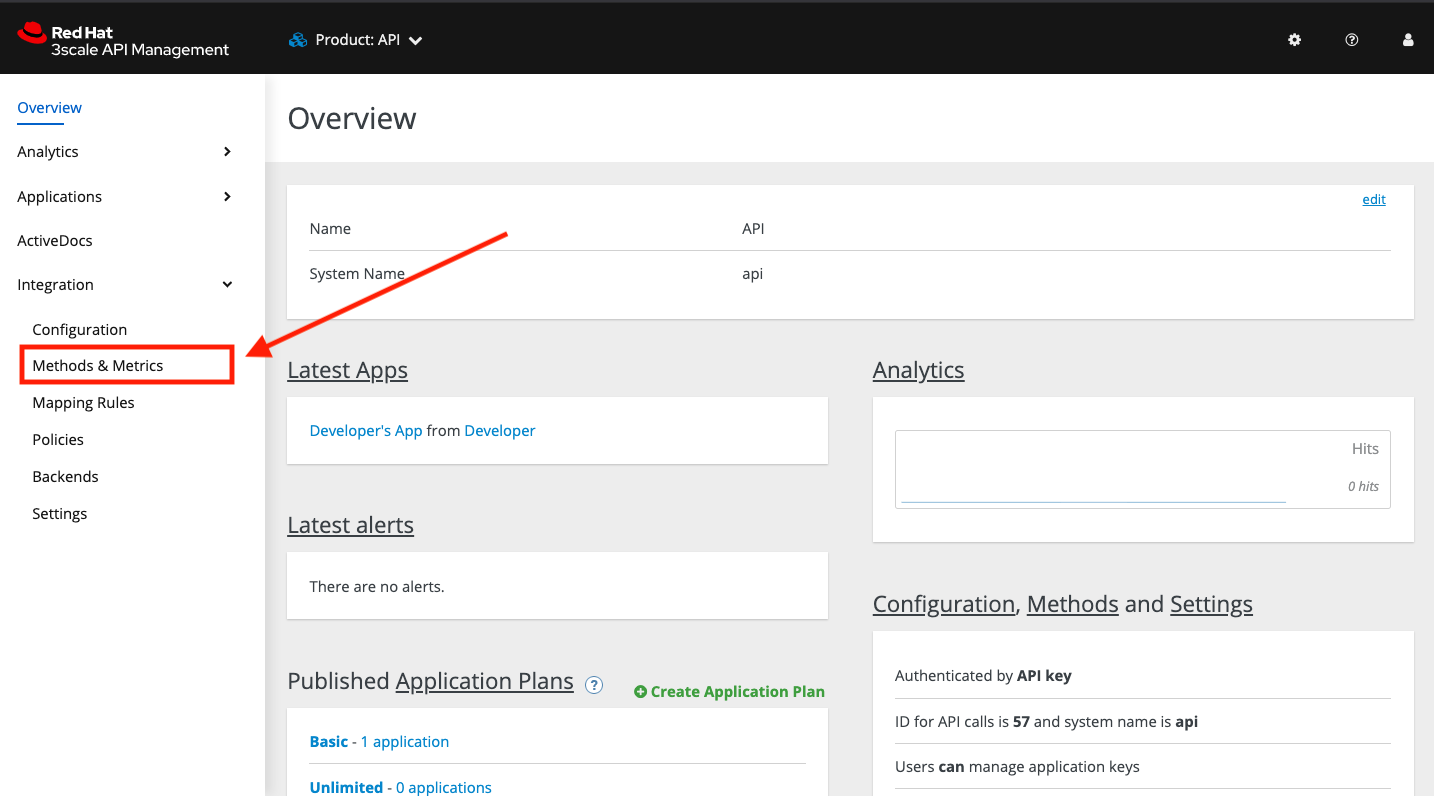 Red Hat
3scale API Management
Product: API
Overview
Analytics
Applications
ActiveDocs
Integration
Configuration
Methods & Metrics
Mapping Rules
Policies
Backends
Settings
Overview
edit
Name API
System Name api
Latest Apps
Developer's App from Developer
Latest alerts
There are no alerts.
Published Application Plans ? Create Application Plan
Basic - 1 application
Unlimited - 0 applications
Analytics
Hits
0 hits
Configuration, Methods and Settings
Authenticated by API key
ID for API calls is 57 and system name is api
Users can manage application keys